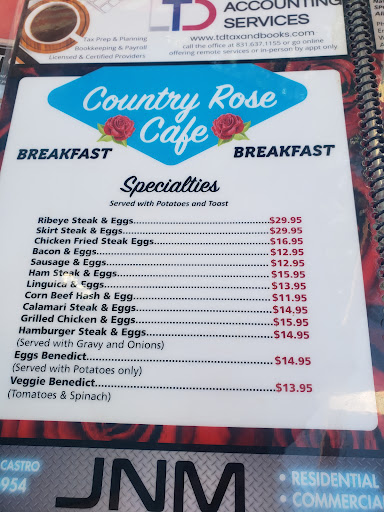 TD ACCOUNTING
SERVICES
Tax Prep & Planning
Bookkeeping & Payroll
Licensed & Certified Providers
www.tdtaxandbooks.com
call the office at 831.637.1155 or go online
offering remote services or in-person by appt only
Country Rose
Cafe
BREAKFAST BREAKFAST
Specialties
Served with Potatoes and Toast
Ribeye Steak & Eggs $29.95
Skirt Steak & Eggs $29.95
Chicken Fried Steak Eggs $16.95
Bacon & Eggs $12.95
Sausage & Eggs $12.95
Ham Steak & Eggs $15.95
Linguica & Eggs $13.95
Corn Beef Hash & Egg $11.95
Calamari Steak & Eggs $14.95
Grilled Chicken & Eggs $15.95
Hamburger Steak & Eggs $14.95
(Served with Gravy and Onions)
Eggs Benedict $14.95
(Served with Potatoes only)
Veggie Benedict $13.95
(Tomatoes & Spinach)
CASTRO
954
JNM
• RESIDENTIAL
• COMMERCIA